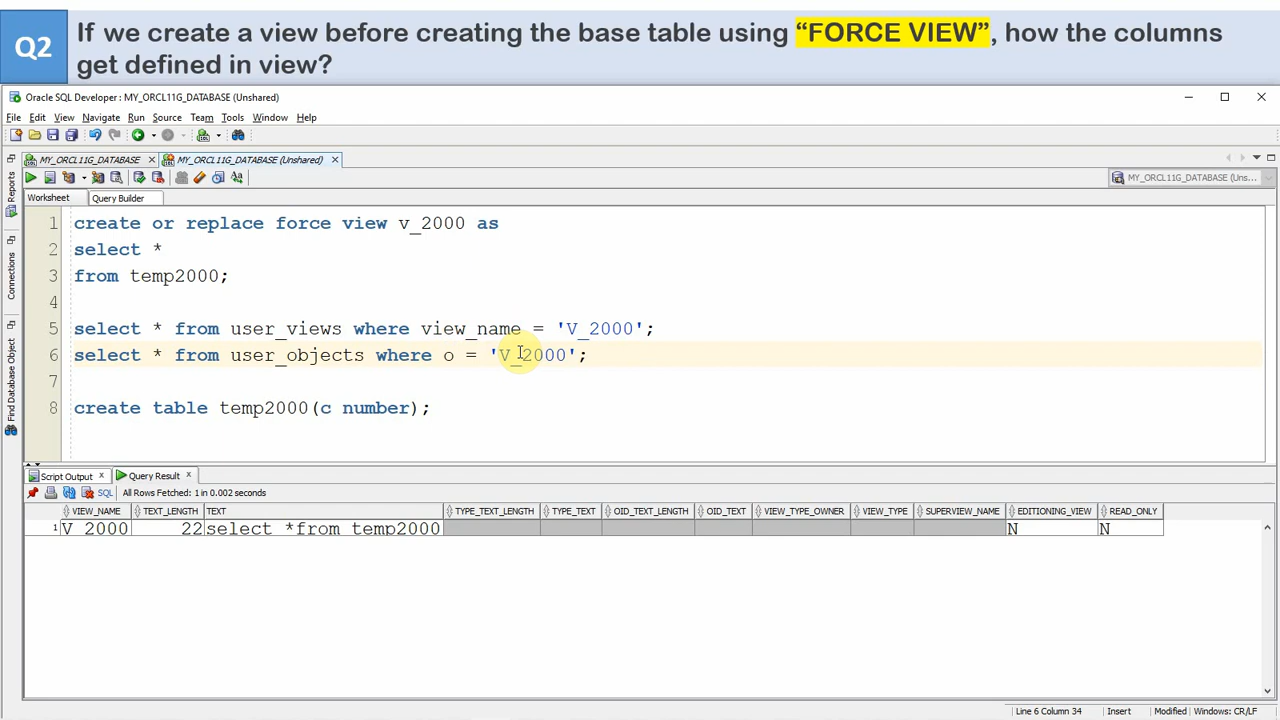 Q2
If we create a view before creating the base table using “FORCE VIEW”, how the columns
get defined in view?
Oracle SQL Developer : MY_ORCL11G_DATABASE (Unshared)
File Edit View Navigate Run Source Team Tools Window Help
MY_ORCL11G_DATABASE MY_ORCL11G_DATABASE (Unshared)
MY_ORCL11G_DATABASE (Uns...
Worksheet Query Builder
Reports
Connections
Find Database Object
1 create or replace force view v_2000 as
2 select *
3 from temp2000;
4
5 select * from user_views where view_name = 'V_2000';
6 select * from user_objects where o = 'V_2000';
7
8 create table temp2000(c number);
Script Output Query Result
SQL All Rows Fetched: 1 in 0.002 seconds
VIEW_NAME TEXT_LENGTH TEXT TYPE_TEXT_LENGTH TYPE_TEXT OID_TEXT_LENGTH OID_TEXT VIEW_TYPE_OWNER VIEW_TYPE SUPERVIEW_NAME EDITIONING_VIEW READ_ONLY
1 V_2000 22 select *from temp2000 N N
Line 6 Column 34 Insert Modified Windows: CR/LF